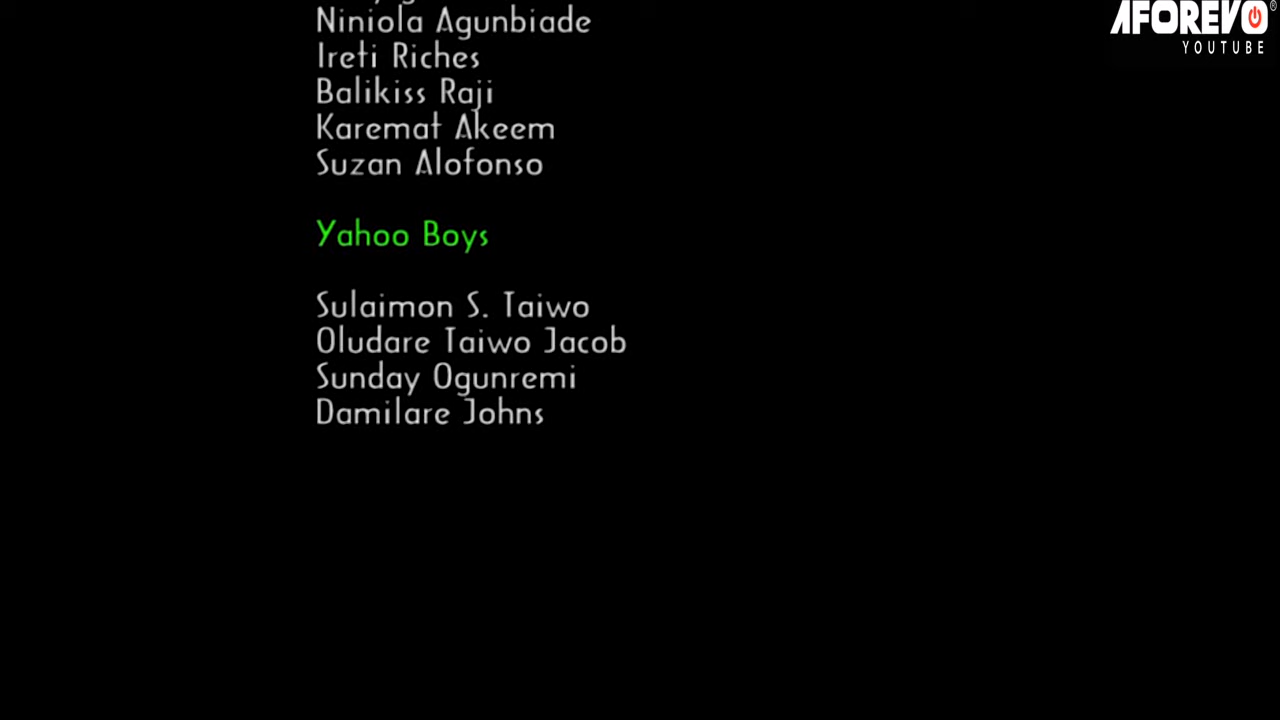 AFOREVO
YOUTUBE
Niniola Agunbiade
Ireti Riches
Balikiss Raji
Karemat Akeem
Suzan Alofonso
Yahoo Boys
Sulaimon S. Taiwo
Oludare Taiwo Jacob
Sunday Ogunremi
Damilare Johns